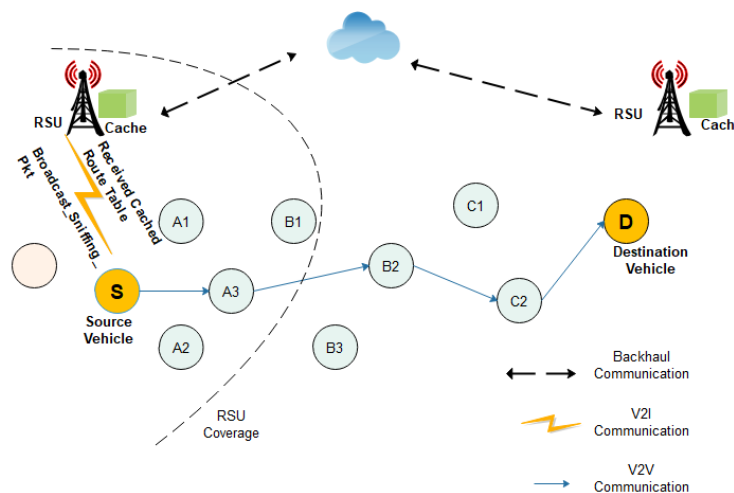 RSU
Cache
RSU
Cach
Received Cached
Route Table
Broadcast_Sniffing
Pkt
A1
B1
C1
D
Destination
Vehicle
S
Source
Vehicle
A3
B2
C2
A2
B3
RSU
Coverage
Backhaul
Communication
V2I
Communication
V2V
Communication